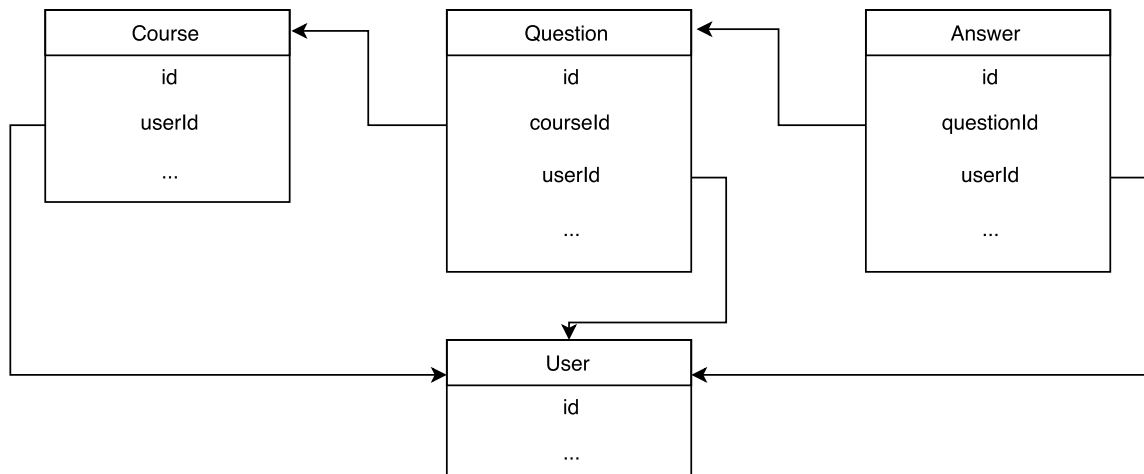 Course
id
userId
...
Question
id
courseId
userId
...
Answer
id
questionId
userId
...
User
id
...